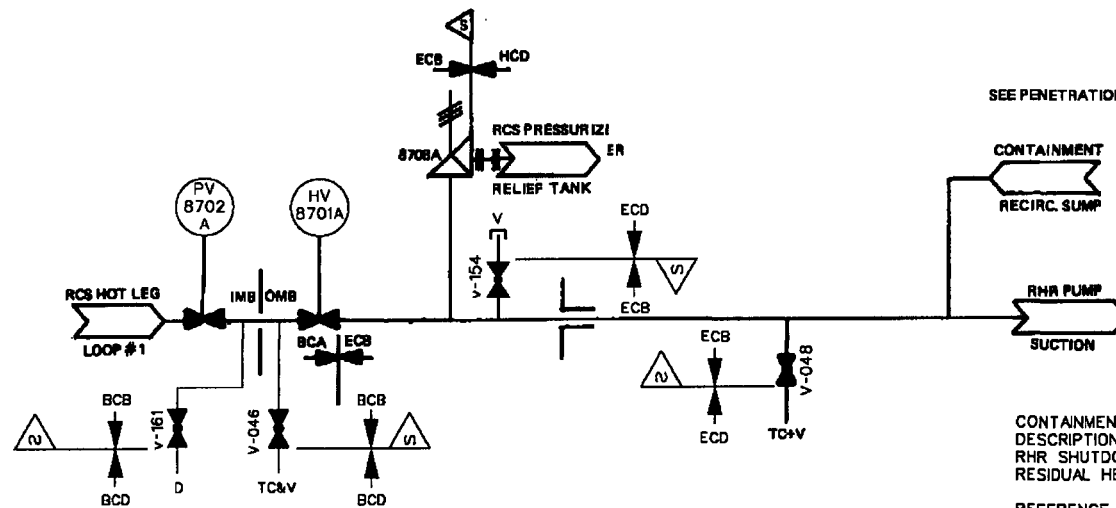 S
ECB HCD
SEE PENETRATION
RCS PRESSURIZI
ER
8708A
RELIEF TANK
CONTAINMENT
RECIRC. SUMP
PV
8702
A
HV
8701A
V
V-154
ECD
S
ECB
RCS HOT LEG
IMB OMB
LOOP #1
BCA ECB
RHR PUMP
SUCTION
ECB
2
V-048
ECD
TC+V
2
BCB
V-161
V-046
BCB
S
BCD
D
TC&V
BCD
CONTAINMEN
DESCRIPTION
RHR SHUTDO
RESIDUAL HE
REFERENCE